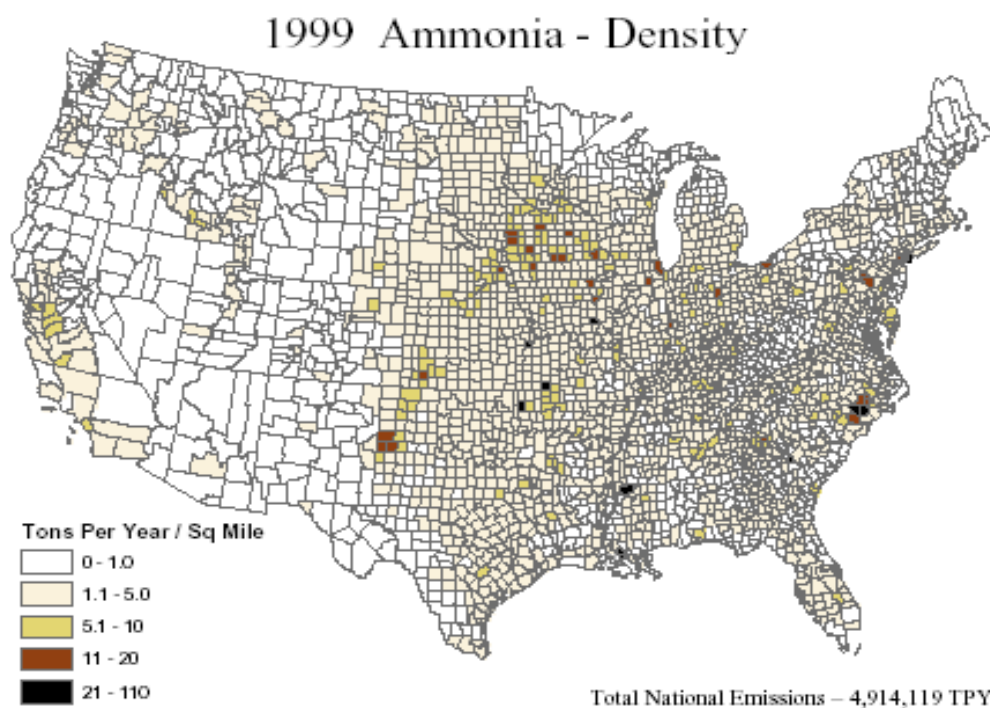 1999 Ammonia - Density
Tons Per Year / Sq Mile
0 - 1.0
1.1 - 5.0
5.1 - 10
11 - 20
21 - 110
Total National Emissions – 4,914,119 TPY